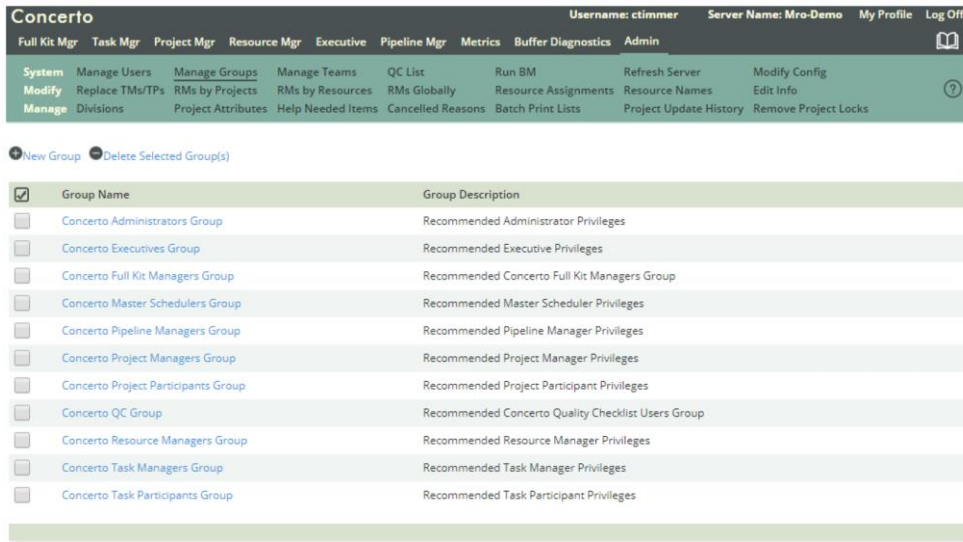 Concerto Username: ctimmer Server Name: Mro-Demo My Profile Log Off
Full Kit Mgr Task Mgr Project Mgr Resource Mgr Executive Pipeline Mgr Metrics Buffer Diagnostics Admin
System Manage Users Manage Groups Manage Teams QC List Run BM Refresh Server Modify Config
Modify Replace TMs/TPs RMs by Projects RMs by Resources RMs Globally Resource Assignments Resource Names Edit Info
Manage Divisions Project Attributes Help Needed Items Cancelled Reasons Batch Print Lists Project Update History Remove Project Locks
New Group Delete Selected Group(s)
Group Name Group Description
Concerto Administrators Group Recommended Administrator Privileges
Concerto Executives Group Recommended Executive Privileges
Concerto Full Kit Managers Group Recommended Concerto Full Kit Managers Group
Concerto Master Schedulers Group Recommended Master Scheduler Privileges
Concerto Pipeline Managers Group Recommended Pipeline Manager Privileges
Concerto Project Managers Group Recommended Project Manager Privileges
Concerto Project Participants Group Recommended Project Participant Privileges
Concerto QC Group Recommended Concerto Quality Checklist Users Group
Concerto Resource Managers Group Recommended Resource Manager Privileges
Concerto Task Managers Group Recommended Task Manager Privileges
Concerto Task Participants Group Recommended Task Participant Privileges